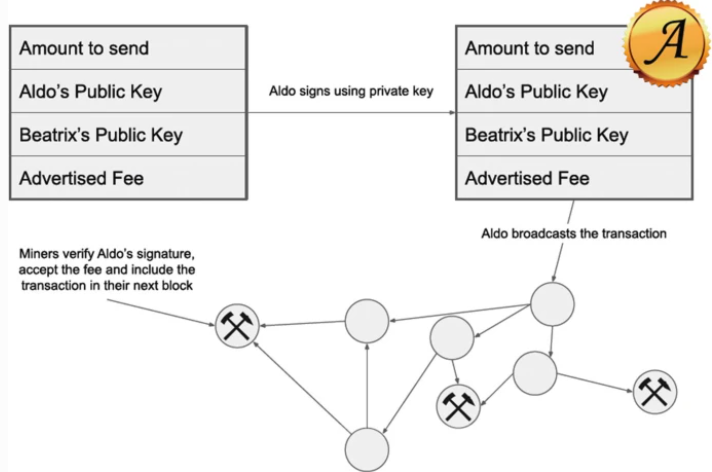 Amount to send
Aldo's Public Key
Beatrix's Public Key
Advertised Fee
Aldo signs using private key
A
Amount to send
Aldo's Public Key
Beatrix's Public Key
Advertised Fee
Aldo broadcasts the transaction
Miners verify Aldo's signature,
accept the fee and include the
transaction in their next block